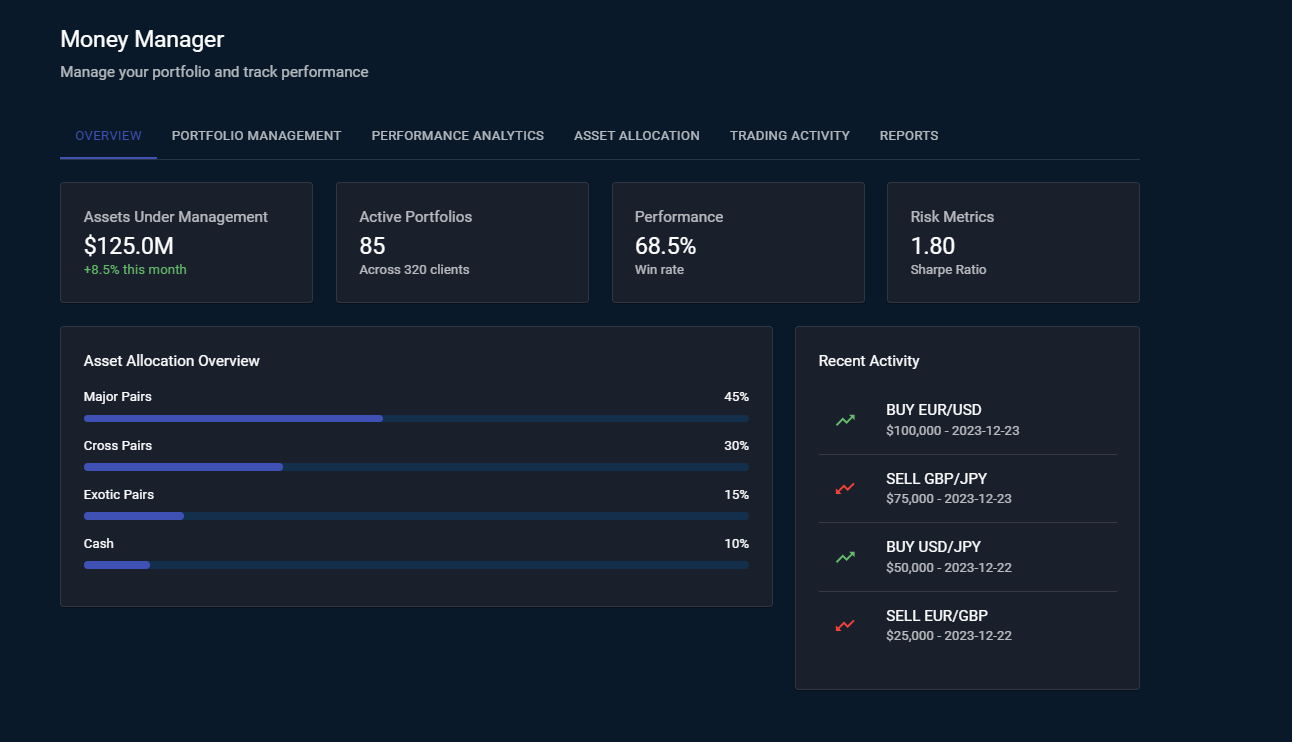 Money Manager
Manage your portfolio and track performance
OVERVIEW PORTFOLIO MANAGEMENT PERFORMANCE ANALYTICS ASSET ALLOCATION TRADING ACTIVITY REPORTS
Assets Under Management
$125.0M
+8.5% this month
Active Portfolios
85
Across 320 clients
Performance
68.5%
Win rate
Risk Metrics
1.80
Sharpe Ratio
Asset Allocation Overview
Major Pairs 45%
Cross Pairs 30%
Exotic Pairs 15%
Cash 10%
Recent Activity
BUY EUR/USD
$100,000 - 2023-12-23
SELL GBP/JPY
$75,000 - 2023-12-23
BUY USD/JPY
$50,000 - 2023-12-22
SELL EUR/GBP
$25,000 - 2023-12-22